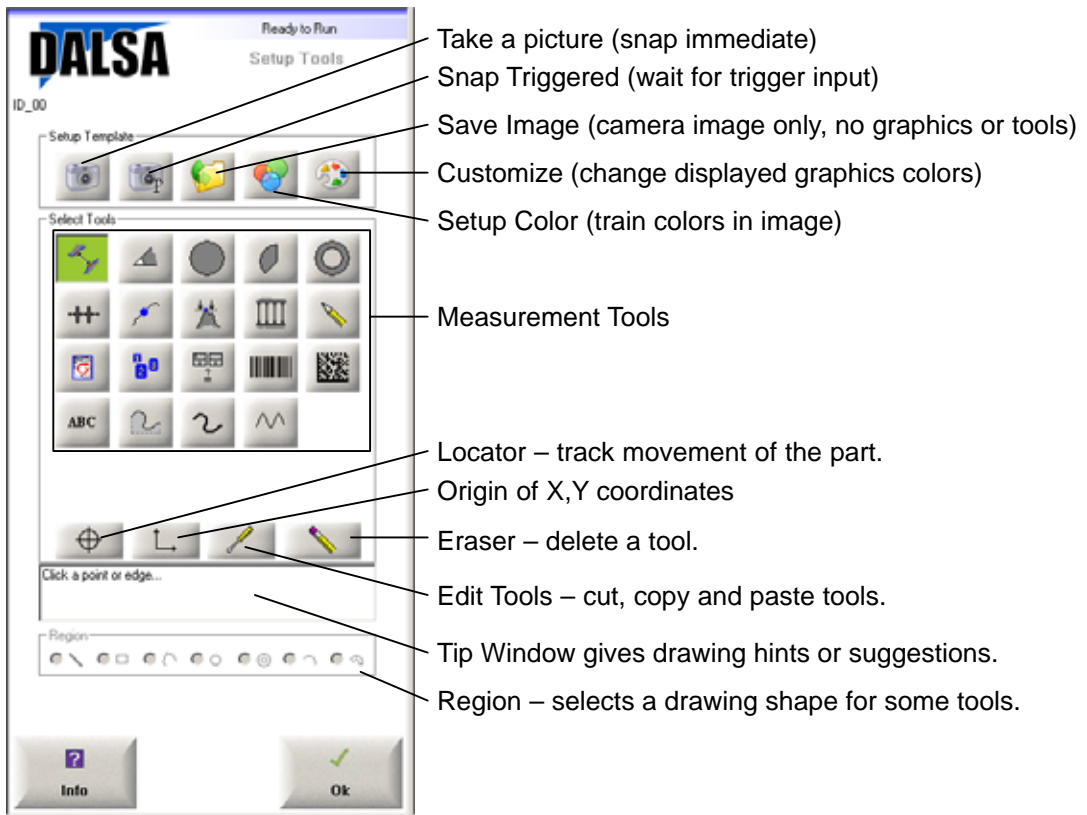 DALSA
Ready to Run
Setup Tools
ID_00
Setup Template
T
Select Tools
ABC
Click a point or edge...
Region
Info
Ok
Take a picture (snap immediate)
Snap Triggered (wait for trigger input)
Save Image (camera image only, no graphics or tools)
Customize (change displayed graphics colors)
Setup Color (train colors in image)
Measurement Tools
Locator – track movement of the part.
Origin of X,Y coordinates
Eraser – delete a tool.
Edit Tools – cut, copy and paste tools.
Tip Window gives drawing hints or suggestions.
Region – selects a drawing shape for some tools.